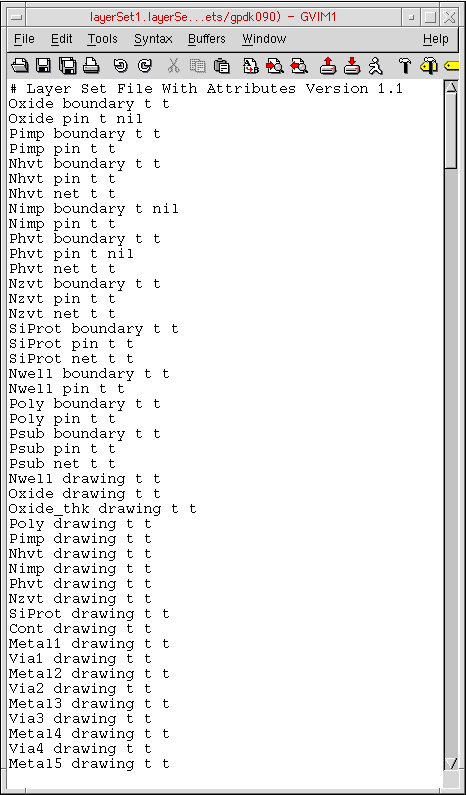 layerSet1.layerSe...ets/gpdk090) - GVIM1
File Edit Tools Syntax Buffers Window Help
# Layer Set File With Attributes Version 1.1
Oxide boundary t t
Oxide pin t nil
Pimp boundary t t
Pimp pin t t
Nhvt boundary t t
Nhvt pin t t
Nhvt net t t
Nimp boundary t nil
Nimp pin t t
Phvt boundary t t
Phvt pin t nil
Phvt net t t
Nzvt boundary t t
Nzvt pin t t
Nzvt net t t
SiProt boundary t t
SiProt pin t t
SiProt net t t
Nwell boundary t t
Nwell pin t t
Poly boundary t t
Poly pin t t
Psub boundary t t
Psub pin t t
Psub net t t
Nwell drawing t t
Oxide drawing t t
Oxide_thk drawing t t
Poly drawing t t
Pimp drawing t t
Nhvt drawing t t
Nimp drawing t t
Phvt drawing t t
Nzvt drawing t t
SiProt drawing t t
Cont drawing t t
Metal1 drawing t t
Via1 drawing t t
Metal2 drawing t t
Via2 drawing t t
Metal3 drawing t t
Via3 drawing t t
Metal4 drawing t t
Via4 drawing t t
Metal5 drawing t t